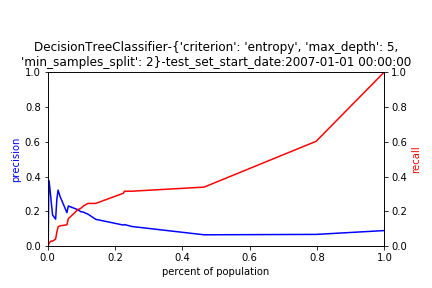 DecisionTreeClassifier-{'criterion': 'entropy', 'max_depth': 5,
'min_samples_split': 2}-test_set_start_date:2007-01-01 00:00:00
1.0
0.8
0.6
0.4
0.2
0.0
precision
1.0
0.8
0.6
0.4
0.2
0.0
recall
0.0 0.2 0.4 0.6 0.8 1.0
percent of population